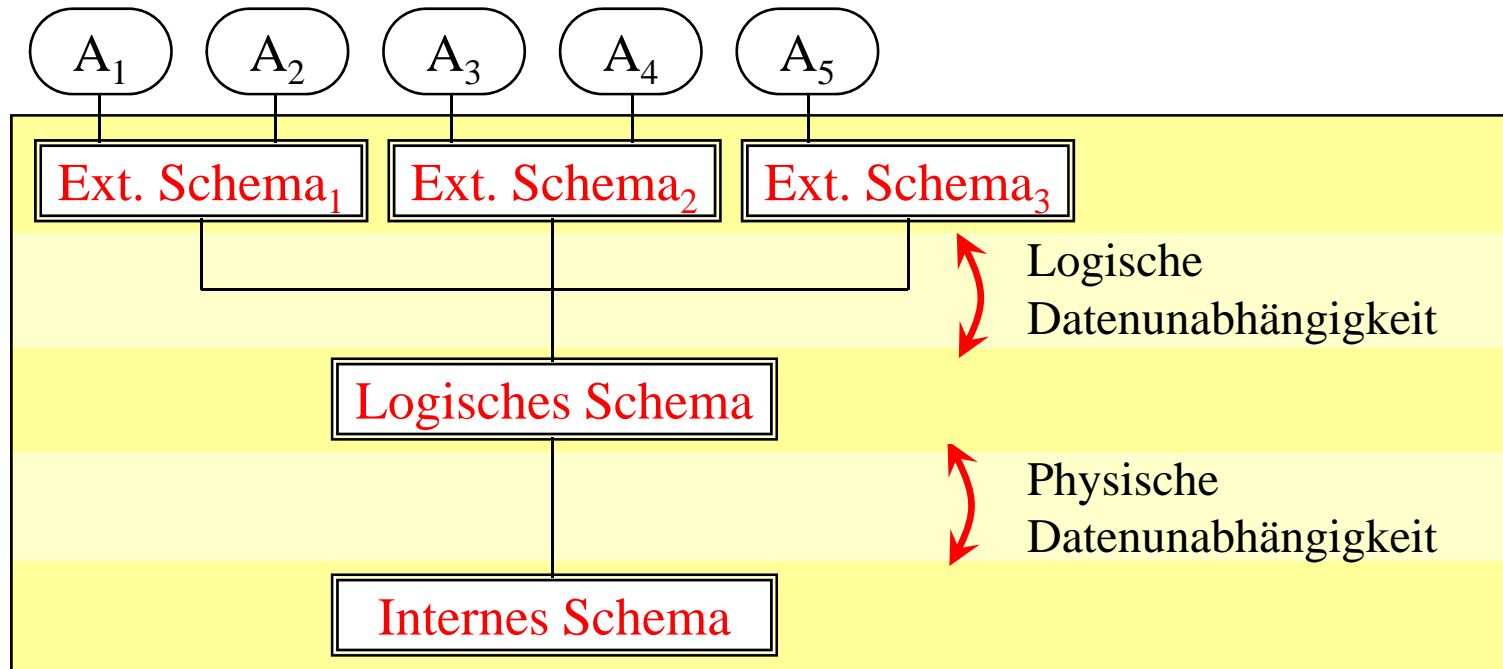 A₁ A₂ A₃ A₄ A₅
Ext. Schema₁ Ext. Schema₂ Ext. Schema₃
Logische
Datenunabhängigkeit
Logisches Schema
Physische
Datenunabhängigkeit
Internes Schema